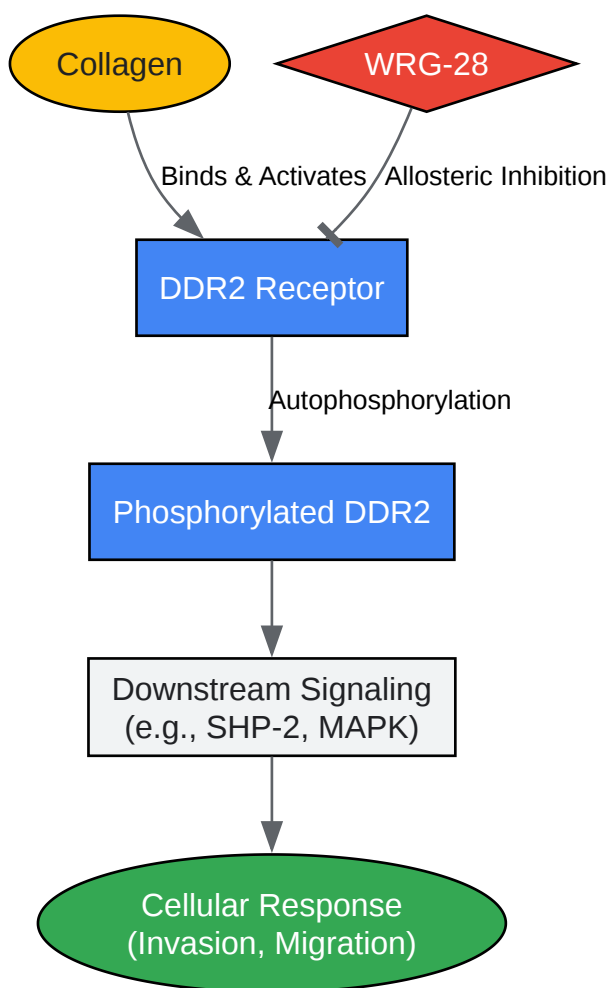 Collagen
WRG-28
Binds & Activates
Allosteric Inhibition
DDR2 Receptor
Autophosphorylation
Phosphorylated DDR2
Downstream Signaling
(e.g., SHP-2, MAPK)
Cellular Response
(Invasion, Migration)